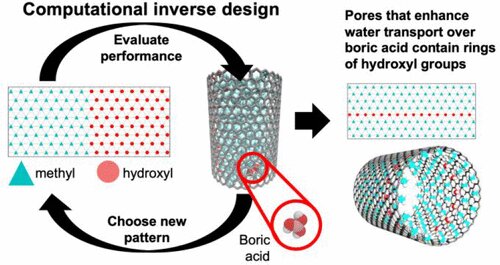 Computational inverse design
Evaluate
performance
methyl
hydroxyl
Choose new
pattern
Boric
acid
Pores that enhance
water transport over
boric acid contain rings
of hydroxyl groups